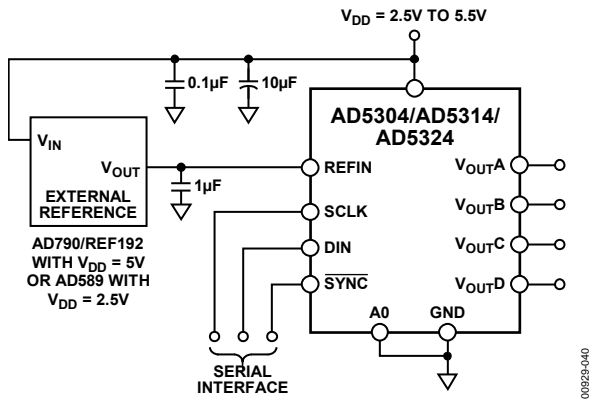 VDD = 2.5V TO 5.5V
0.1µF
10µF
AD5304/AD5314/
AD5324
VIN
VOUT
EXTERNAL
REFERENCE
1µF
REFIN
SCLK
DIN
SYNC
VOUTA
VOUTB
VOUTC
VOUTD
AD790/REF192
WITH VDD = 5V
OR AD589 WITH
VDD = 2.5V
A0
GND
SERIAL
INTERFACE
00929-040